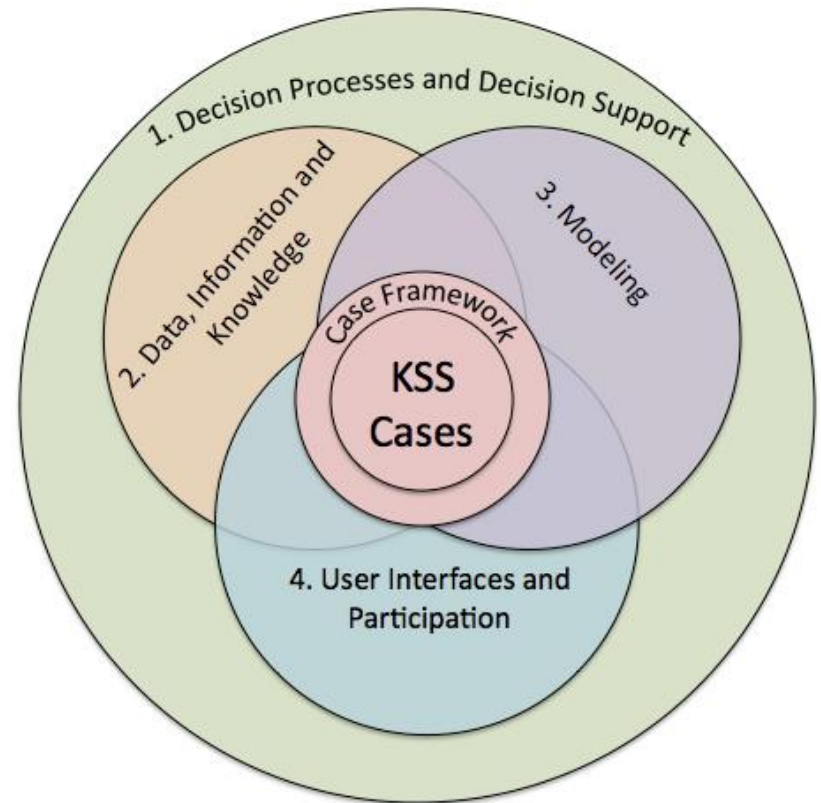 1. Decision Processes and Decision Support
2. Data, Information and
Knowledge
3. Modeling
Case Framework
KSS
Cases
4. User Interfaces and
Participation